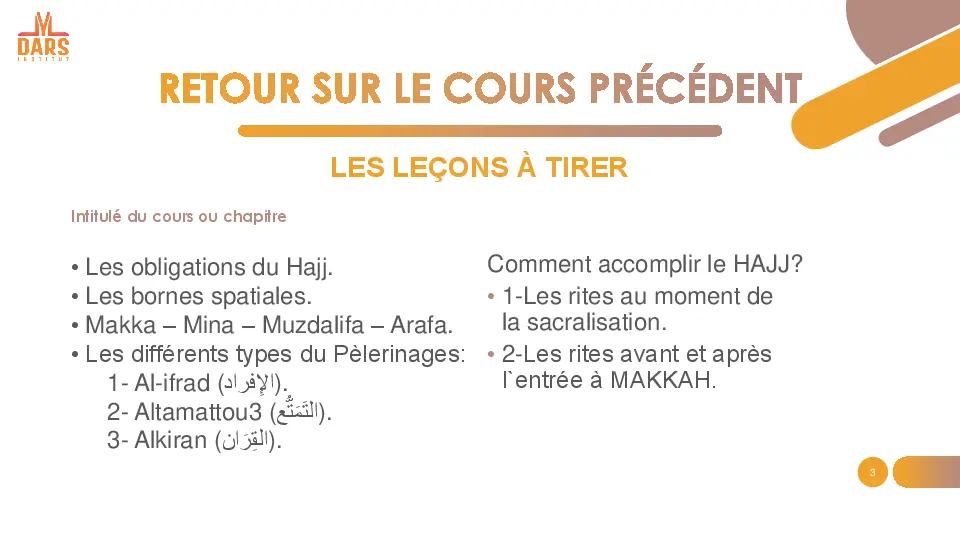 DARS
INSTITUT
RETOUR SUR LE COURS PRÉCÉDENT
LES LEÇONS À TIRER
Intitulé du cours ou chapitre
• Les obligations du Hajj.
• Les bornes spatiales.
• Makka – Mina – Muzdalifa – Arafa.
• Les différents types du Pèlerinages:
1- Al-ifrad (الإِفراد).
2- Altamattou3 (التَمَتُّع).
3- Alkiran (القِرَان).
Comment accomplir le HAJJ?
• 1-Les rites au moment de
la sacralisation.
• 2-Les rites avant et après
l`entrée à MAKKAH.
3